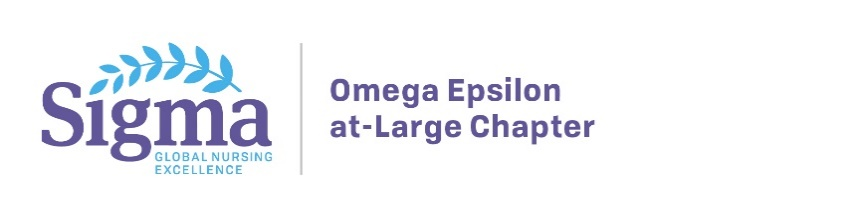 Sigma
GLOBAL NURSING
EXCELLENCE
Omega Epsilon
at-Large Chapter